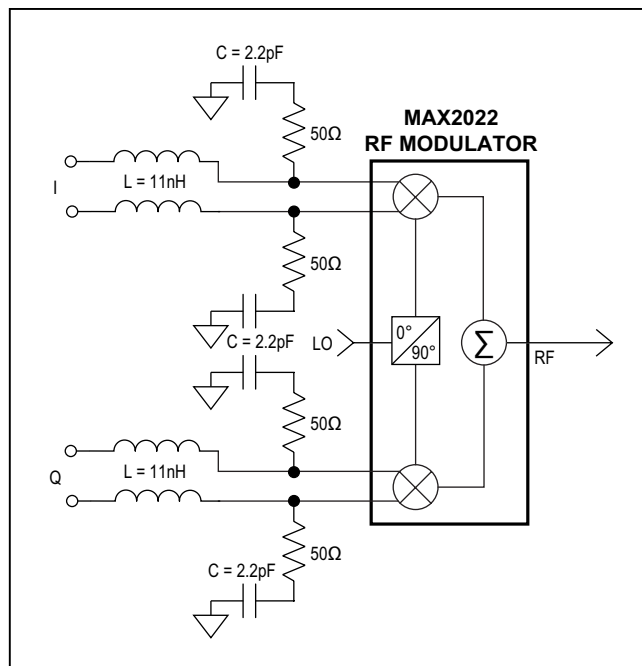 C = 2.2pF
50Ω
MAX2022
RF MODULATOR
I
L = 11nH
50Ω
C = 2.2pF
LO
0°
90°
Σ
RF
50Ω
L = 11nH
Q
50Ω
C = 2.2pF